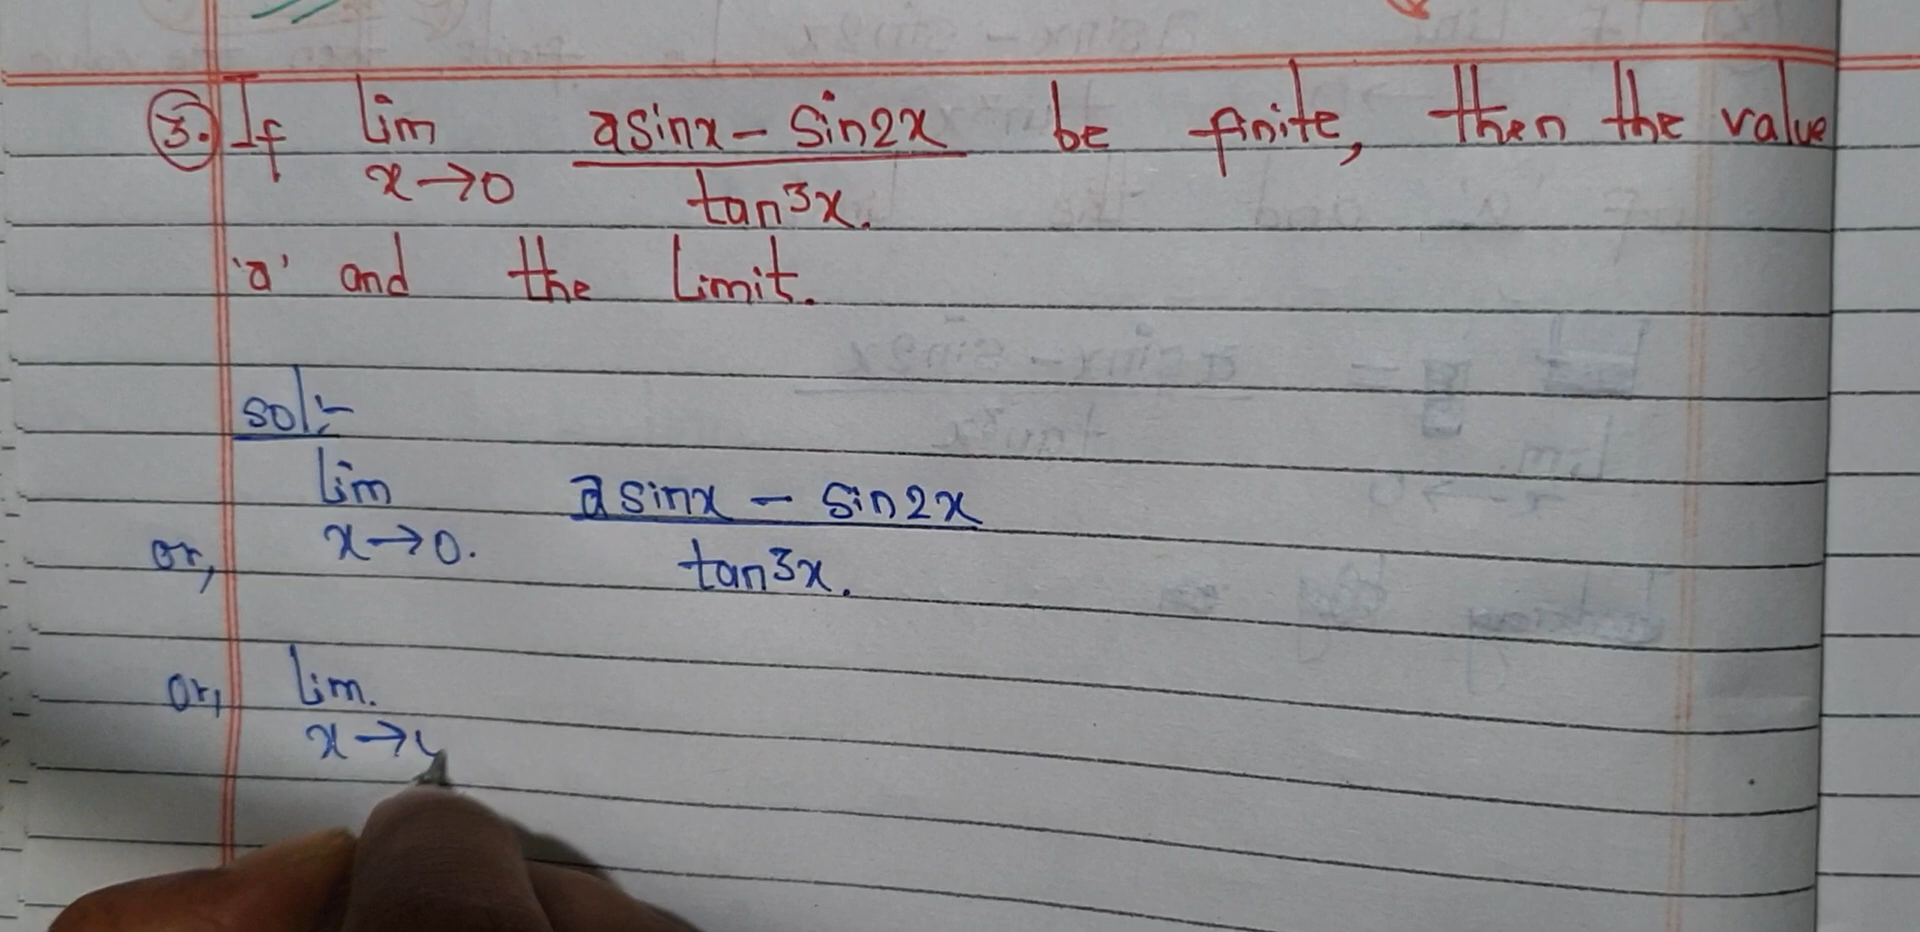 3. If lim asinx - sin2x be finite, then the value
x→0 tan³x.
'a' and the Limit.
sol:-
lim asinx - sin2x
or, x→0. tan³x.
or, lim.
x→